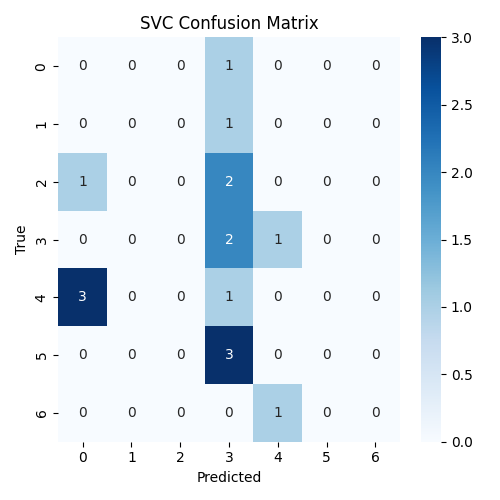 SVC Confusion Matrix
3.0
0 0 0 0 1 0 0 0
1 0 0 0 1 0 0 0
2.5
2 1 0 0 2 0 0 0
2.0
True
3 0 0 0 2 1 0 0
1.5
4 3 0 0 1 0 0 0
1.0
5 0 0 0 3 0 0 0
0.5
6 0 0 0 0 1 0 0
0.0
0 1 2 3 4 5 6
Predicted